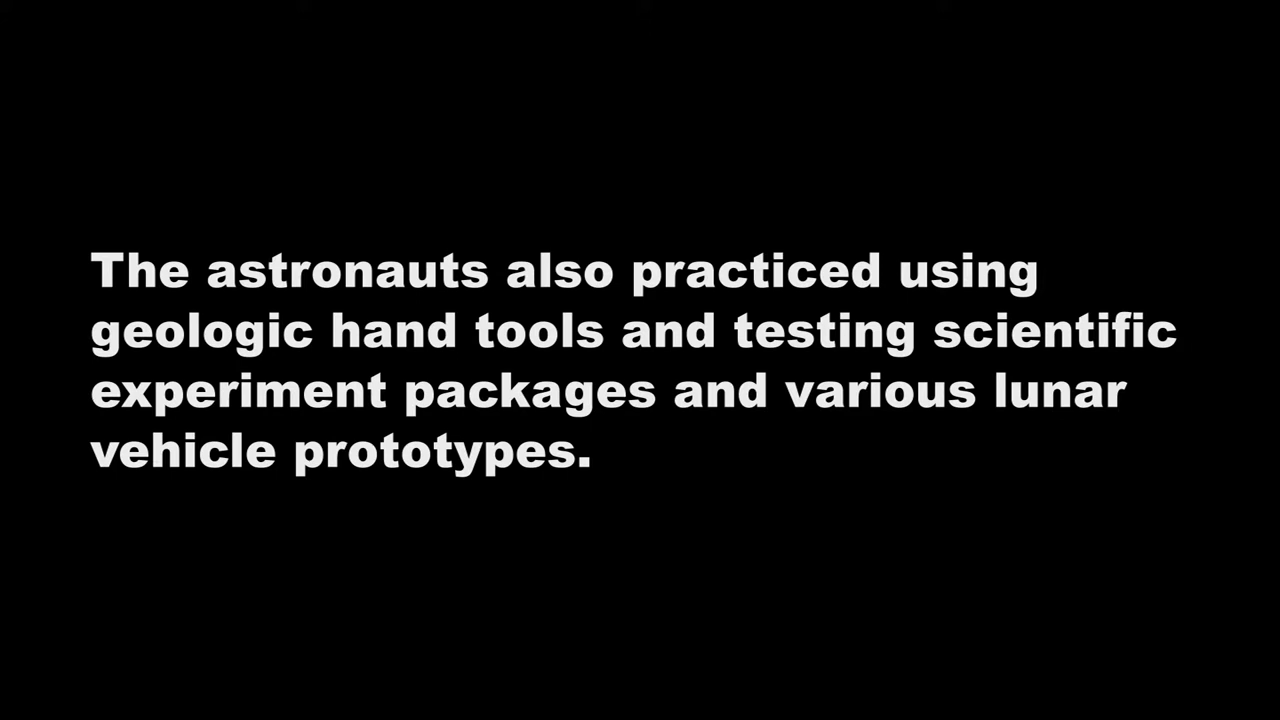 The astronauts also practiced using
geologic hand tools and testing scientific
experiment packages and various lunar
vehicle prototypes.